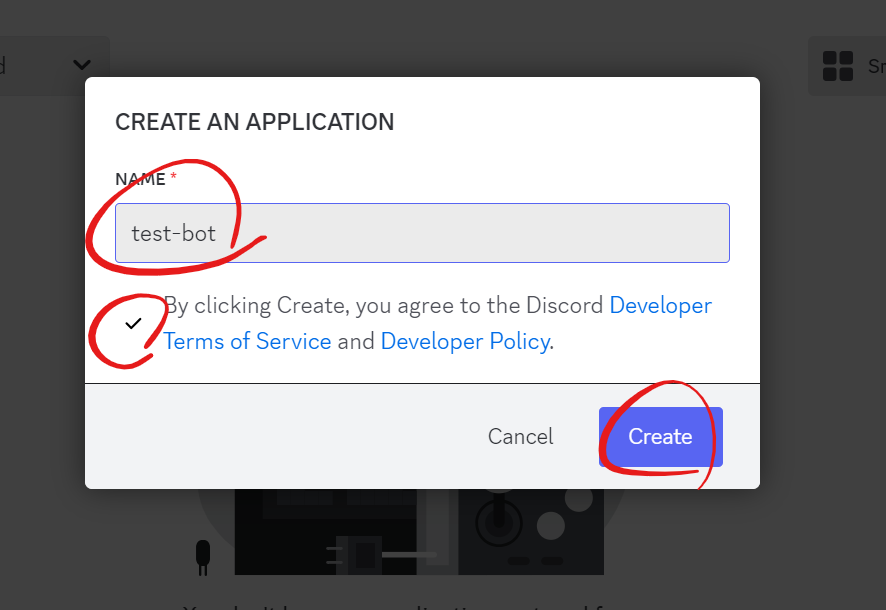 CREATE AN APPLICATION
NAME *
test-bot
By clicking Create, you agree to the Discord Developer
Terms of Service and Developer Policy.
Cancel
Create